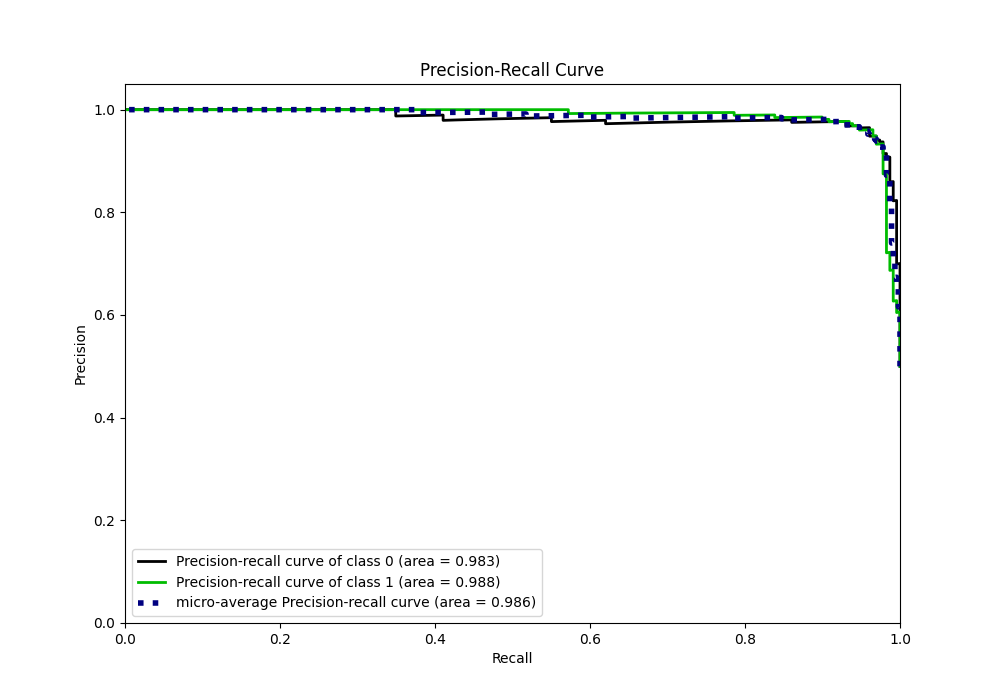 Precision-Recall Curve
1.0
0.8
0.6
0.4
0.2
0.0
Precision
Precision-recall curve of class 0 (area = 0.983)
Precision-recall curve of class 1 (area = 0.988)
micro-average Precision-recall curve (area = 0.986)
0.0 0.2 0.4 0.6 0.8 1.0
Recall